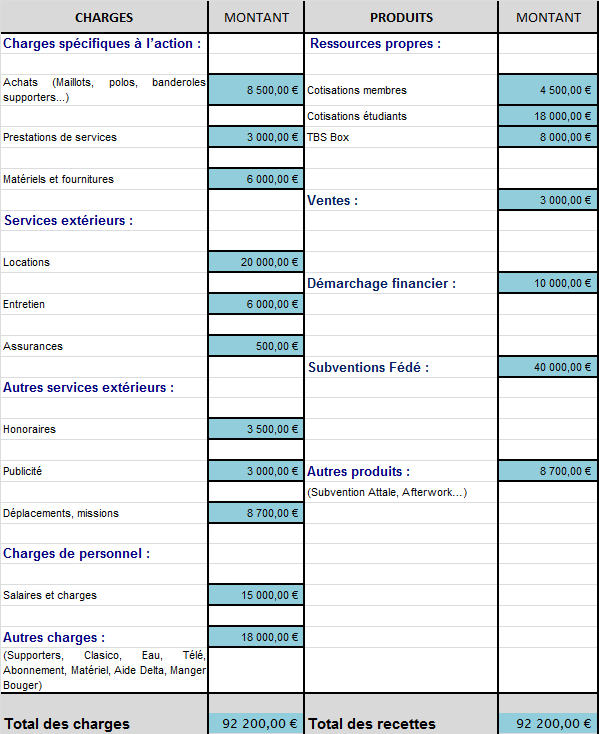 CHARGES MONTANT PRODUITS MONTANT
Charges spécifiques à l'action : Ressources propres :
Achats (Maillots, polos, banderoles
supporters...) 8 500,00 € Cotisations membres 4 500,00 €
Cotisations étudiants 18 000,00 €
Prestations de services 3 000,00 € TBS Box 8 000,00 €
Matériels et fournitures 6 000,00 €
Ventes : 3 000,00 €
Services extérieurs :
Locations 20 000,00 €
Démarchage financier : 10 000,00 €
Entretien 6 000,00 €
Assurances 500,00 €
Subventions Fédé : 40 000,00 €
Autres services extérieurs :
Honoraires 3 500,00 €
Publicité 3 000,00 € Autres produits : 8 700,00 €
(Subvention Attale, Afterwork...)
Déplacements, missions 8 700,00 €
Charges de personnel :
Salaires et charges 15 000,00 €
Autres charges : 18 000,00 €
(Supporters, Clasico, Eau, Télé,
Abonnement, Matériel, Aide Delta, Manger
Bouger)
Total des charges 92 200,00 € Total des recettes 92 200,00 €